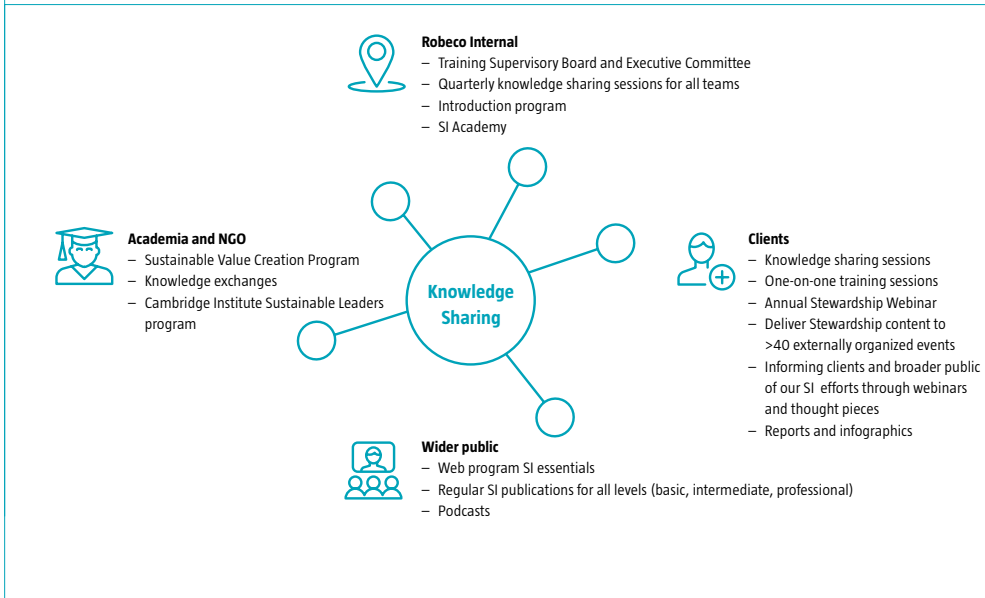 Robeco Internal
– Training Supervisory Board and Executive Committee
– Quarterly knowledge sharing sessions for all teams
– Introduction program
– SI Academy
Academia and NGO
– Sustainable Value Creation Program
– Knowledge exchanges
– Cambridge Institute Sustainable Leaders
program
Knowledge
Sharing
Clients
– Knowledge sharing sessions
– One-on-one training sessions
– Annual Stewardship Webinar
– Deliver Stewardship content to
>40 externally organized events
– Informing clients and broader public
of our SI efforts through webinars
and thought pieces
– Reports and infographics
Wider public
– Web program SI essentials
– Regular SI publications for all levels (basic, intermediate, professional)
– Podcasts